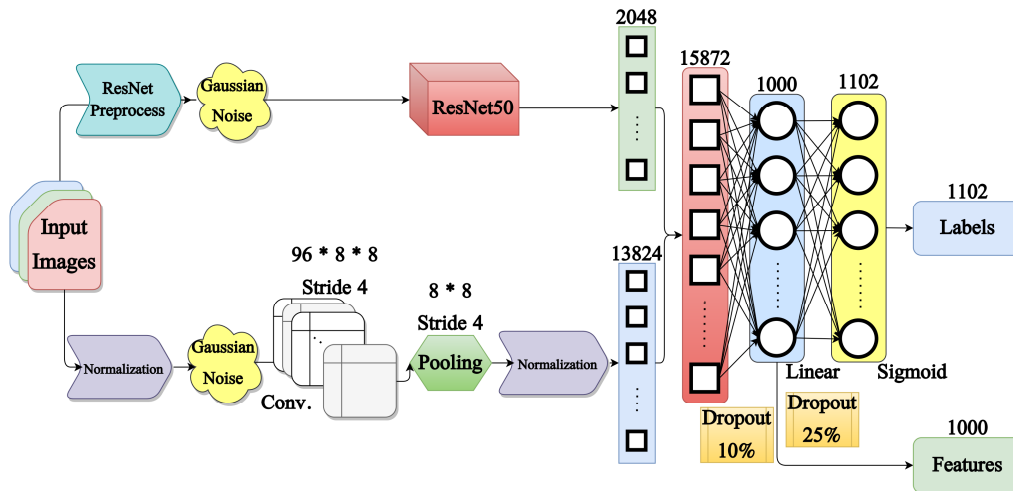 2048
15872
1000
1102
ResNet
Preprocess
Gaussian
Noise
ResNet50
Input
Images
1102
Labels
96 * 8 * 8
Stride 4
8 * 8
Stride 4
13824
Normalization
Gaussian
Noise
Conv.
Pooling
Normalization
Linear
Sigmoid
Dropout
10%
Dropout
25%
1000
Features